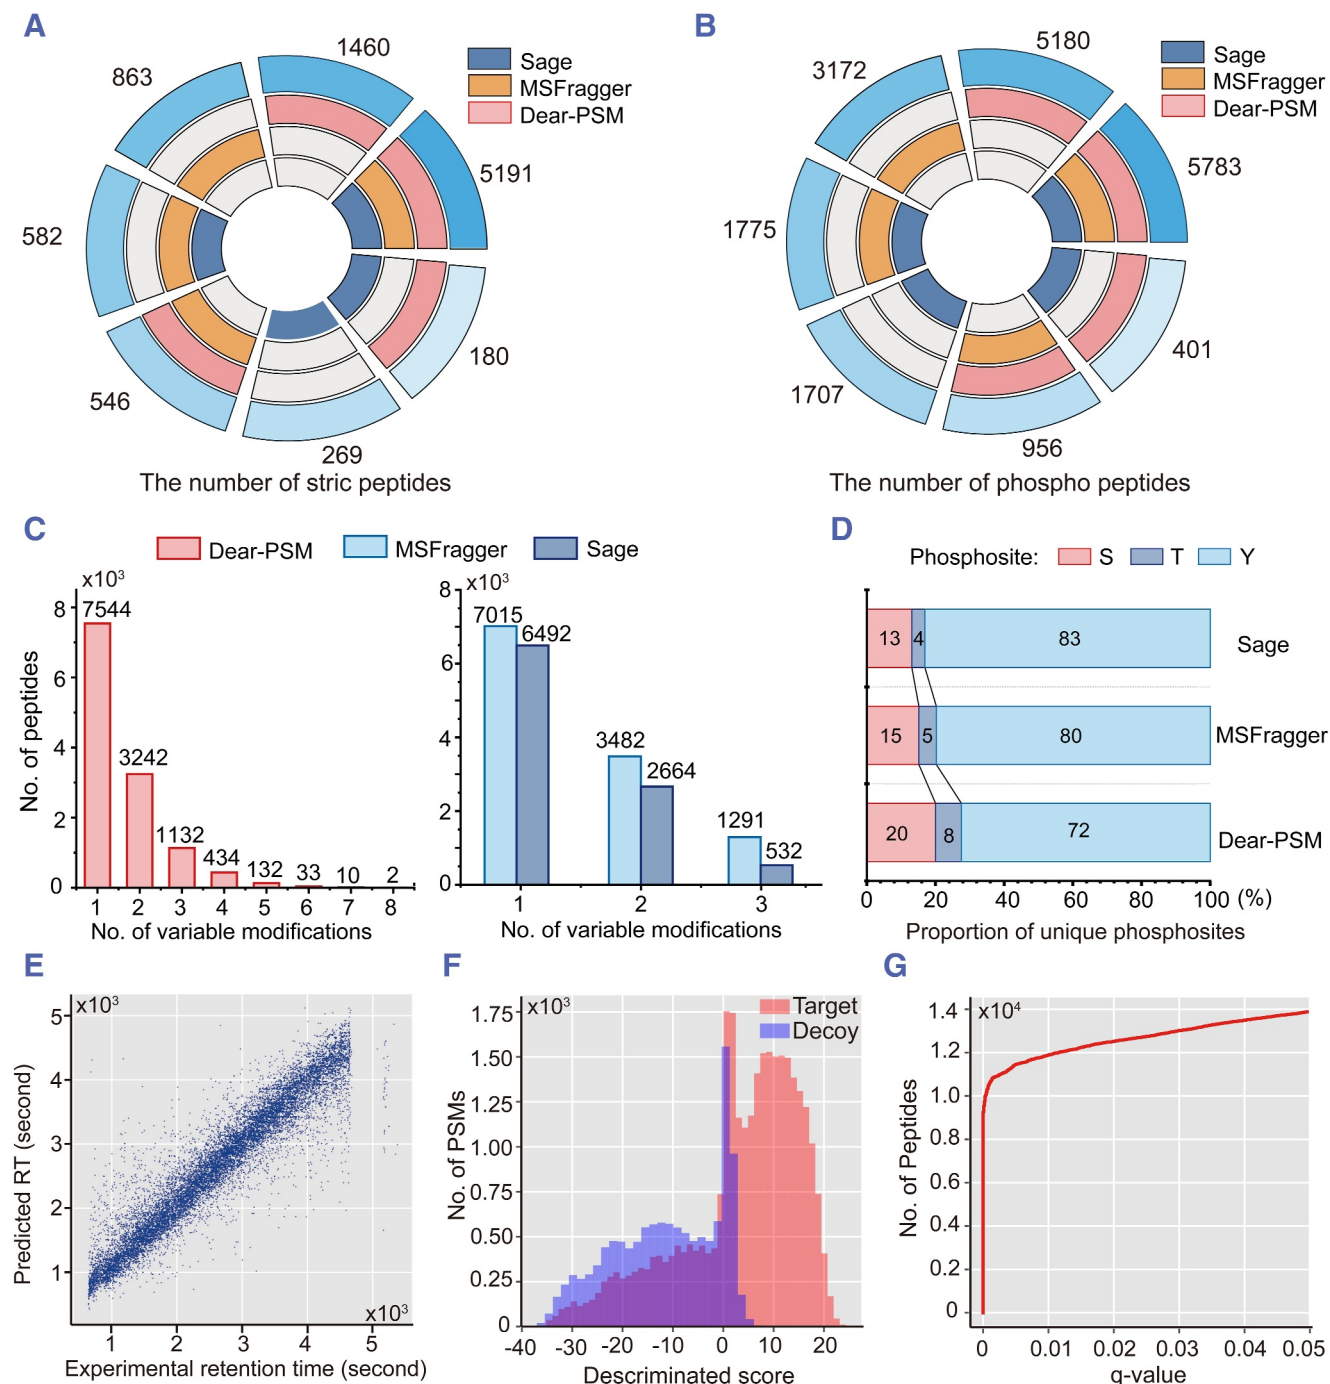 A
1460
863
5191
582
546
180
269
Sage
MSFragger
Dear-PSM
The number of stric peptides
B
5180
3172
5783
1775
1707
401
956
Sage
MSFragger
Dear-PSM
The number of phospho peptides
C
Dear-PSM MSFragger Sage
x10³
7544
3242
1132
434
132
33
10
2
8
6
4
2
0
No. of peptides
1 2 3 4 5 6 7 8
No. of variable modifications
x10³
8
6
4
2
0
7015
6492
3482
2664
1291
532
1 2 3
No. of variable modifications
D
Phosphosite: S T Y
13 4 83 Sage
15 5 80 MSFragger
20 8 72 Dear-PSM
0 20 40 60 80 100 (%)
Proportion of unique phosphosites
E
x10³
5
4
3
2
1
Predicted RT (second)
x10³
1 2 3 4 5
Experimental retention time (second)
F
x10³
Target
Decoy
1.75
1.50
1.25
1.00
0.75
0.50
0.25
0
No. of PSMs
-40 -30 -20 -10 0 10 20
Descriminated score
G
x10⁴
1.4
1.2
1.0
0.8
0.6
0.4
0.2
0
No. of Peptides
0 0.01 0.02 0.03 0.04 0.05
q-value